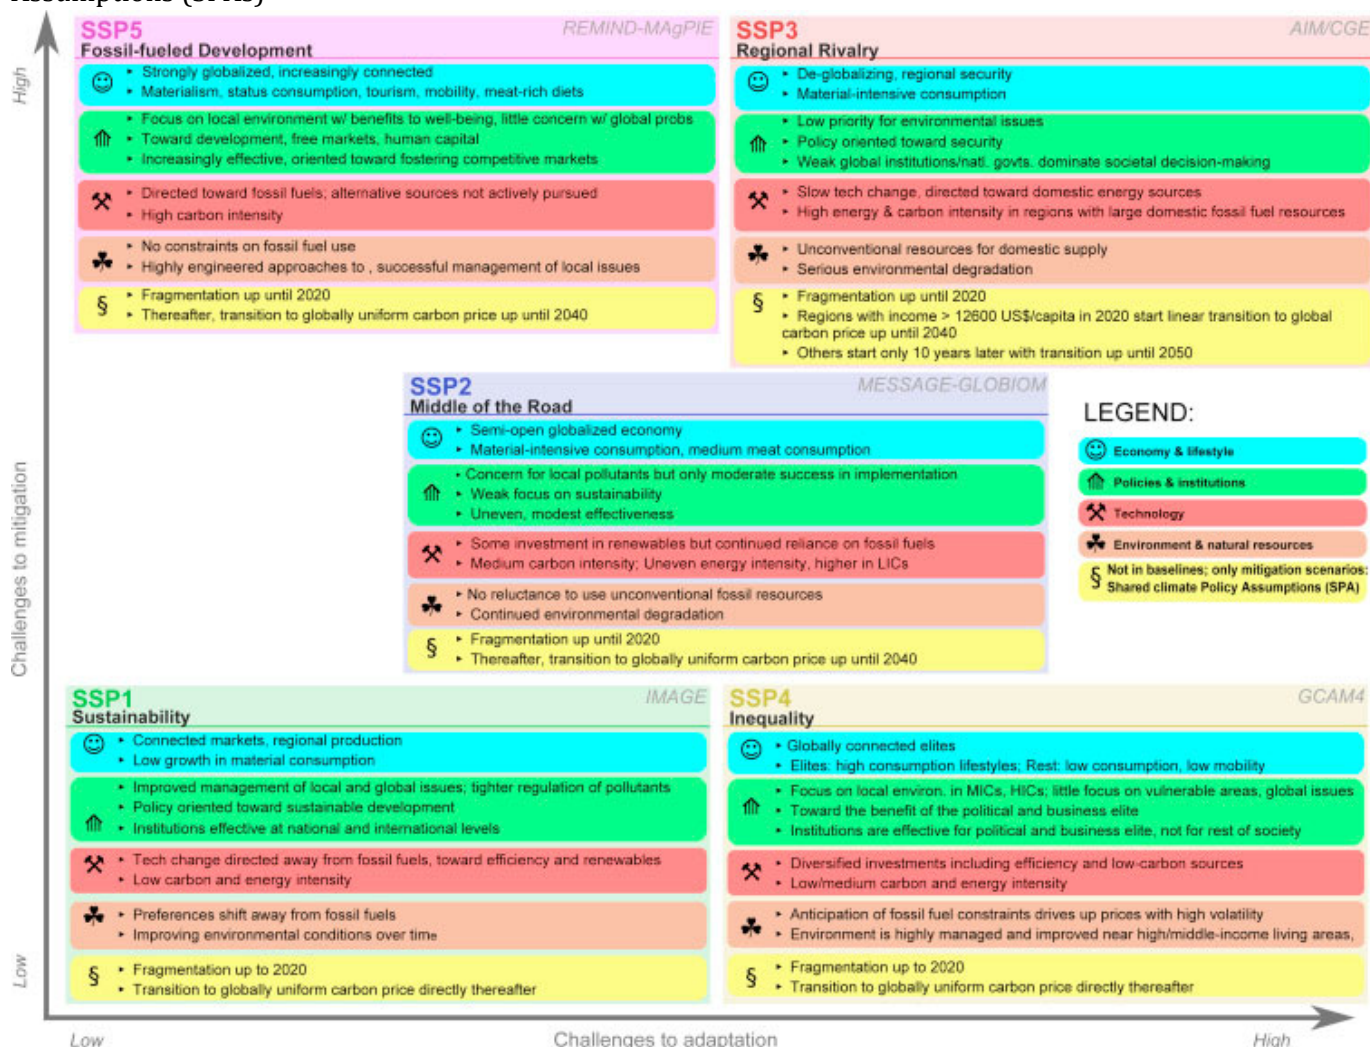 Assumptions (SPAs)
High
SSP5
REMIND-MAgPIE
Fossil-fueled Development
‣ Strongly globalized, increasingly connected
‣ Materialism, status consumption, tourism, mobility, meat-rich diets
‣ Focus on local environment w/ benefits to well-being, little concern w/ global probs
‣ Toward development, free markets, human capital
‣ Increasingly effective, oriented toward fostering competitive markets
‣ Directed toward fossil fuels; alternative sources not actively pursued
‣ High carbon intensity
‣ No constraints on fossil fuel use
‣ Highly engineered approaches to , successful management of local issues
§
‣ Fragmentation up until 2020
‣ Thereafter, transition to globally uniform carbon price up until 2040
SSP3
AIM/CGE
Regional Rivalry
‣ De-globalizing, regional security
‣ Material-intensive consumption
‣ Low priority for environmental issues
‣ Policy oriented toward security
‣ Weak global institutions/natl. govts. dominate societal decision-making
‣ Slow tech change, directed toward domestic energy sources
‣ High energy & carbon intensity in regions with large domestic fossil fuel resources
‣ Unconventional resources for domestic supply
‣ Serious environmental degradation
§
‣ Fragmentation up until 2020
‣ Regions with income > 12600 US$/capita in 2020 start linear transition to global
carbon price up until 2040
‣ Others start only 10 years later with transition up until 2050
SSP2
MESSAGE-GLOBIOM
Middle of the Road
‣ Semi-open globalized economy
‣ Material-intensive consumption, medium meat consumption
• Concern for local pollutants but only moderate success in implementation
‣ Weak focus on sustainability
‣ Uneven, modest effectiveness
‣ Some investment in renewables but continued reliance on fossil fuels
‣ Medium carbon intensity; Uneven energy intensity, higher in LICs
‣ No reluctance to use unconventional fossil resources
‣ Continued environmental degradation
§
‣ Fragmentation up until 2020
‣ Thereafter, transition to globally uniform carbon price up until 2040
LEGEND:
Economy & lifestyle
Policies & institutions
Technology
Environment & natural resources
§
Not in baselines; only mitigation scenarios:
Shared climate Policy Assumptions (SPA)
Challenges to mitigation
SSP1
IMAGE
Sustainability
‣ Connected markets, regional production
‣ Low growth in material consumption
‣ Improved management of local and global issues; tighter regulation of pollutants
‣ Policy oriented toward sustainable development
‣ Institutions effective at national and international levels
‣ Tech change directed away from fossil fuels, toward efficiency and renewables
‣ Low carbon and energy intensity
‣ Preferences shift away from fossil fuels
‣ Improving environmental conditions over time
§
‣ Fragmentation up to 2020
‣ Transition to globally uniform carbon price directly thereafter
SSP4
GCAM4
Inequality
‣ Globally connected elites
‣ Elites: high consumption lifestyles; Rest: low consumption, low mobility
‣ Focus on local environ. in MICs, HICs; little focus on vulnerable areas, global issues
‣ Toward the benefit of the political and business elite
‣ Institutions are effective for political and business elite, not for rest of society
‣ Diversified investments including efficiency and low-carbon sources
‣ Low/medium carbon and energy intensity
‣ Anticipation of fossil fuel constraints drives up prices with high volatility
‣ Environment is highly managed and improved near high/middle-income living areas,
§
‣ Fragmentation up to 2020
‣ Transition to globally uniform carbon price directly thereafter
Low
Low
Challenges to adaptation
High